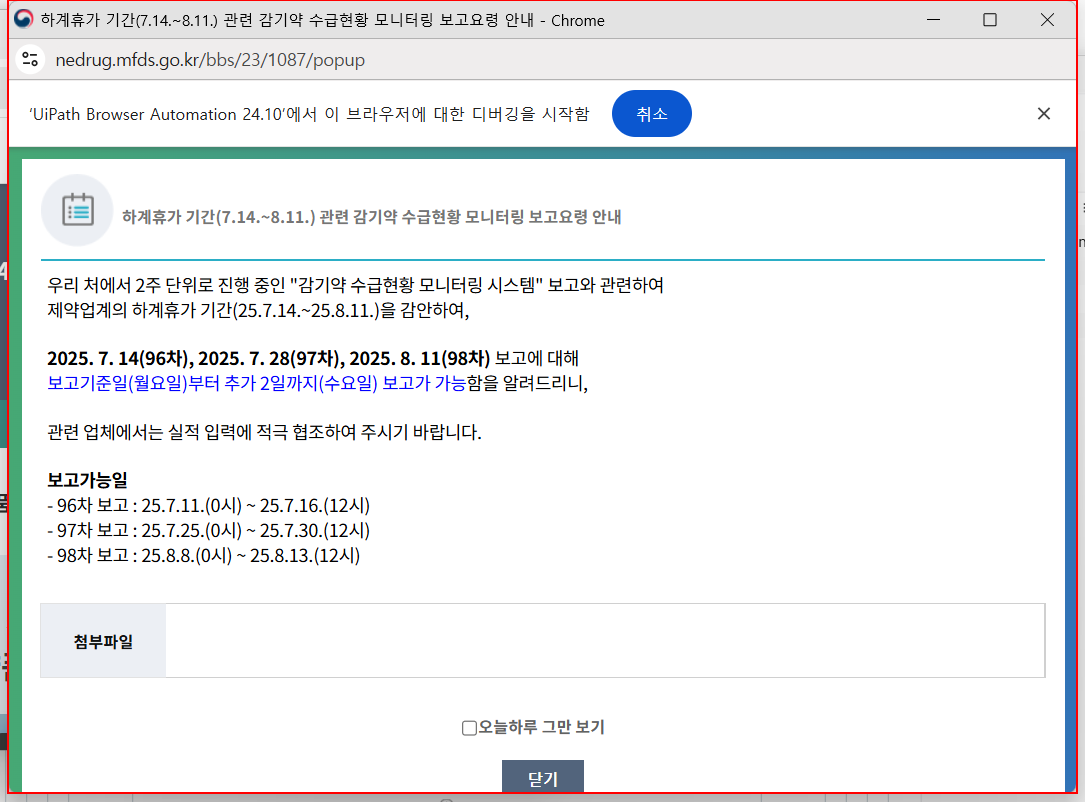 하계휴가 기간(7.14.~8.11.) 관련 감기약 수급현황 모니터링 보고요령 안내 - Chrome
nedrug.mfds.go.kr/bbs/23/1087/popup
'UiPath Browser Automation 24.10'에서 이 브라우저에 대한 디버깅을 시작함
취소
하계휴가 기간(7.14.~8.11.) 관련 감기약 수급현황 모니터링 보고요령 안내
우리 처에서 2주 단위로 진행 중인 "감기약 수급현황 모니터링 시스템" 보고와 관련하여
제약업계의 하계휴가 기간(25.7.14.~25.8.11.)을 감안하여,
2025. 7. 14(96차), 2025. 7. 28(97차), 2025. 8. 11(98차) 보고에 대해
보고기준일(월요일)부터 추가 2일까지(수요일) 보고가 가능함을 알려드리니,
관련 업체에서는 실적 입력에 적극 협조하여 주시기 바랍니다.
보고가능일
- 96차 보고 : 25.7.11.(0시) ~ 25.7.16.(12시)
- 97차 보고 : 25.7.25.(0시) ~ 25.7.30.(12시)
- 98차 보고 : 25.8.8.(0시) ~ 25.8.13.(12시)
첨부파일
오늘하루 그만 보기
닫기